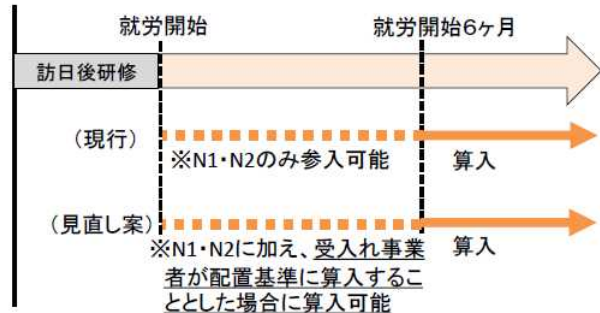 就労開始
就労開始6ヶ月
訪日後研修
(現行)
※N1・N2のみ参入可能
算入
(見直し案)
※N1・N2に加え、受入れ事業
者が配置基準に算入するこ
ととした場合に算入可能
算入